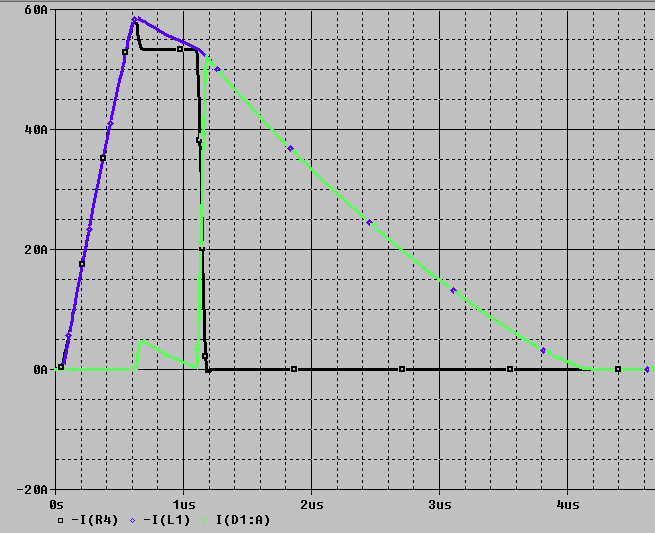 60A
40A
20A
0A
-20A
0s 1us 2us 3us 4us
-I(R4) -I(L1) I(D1:A)